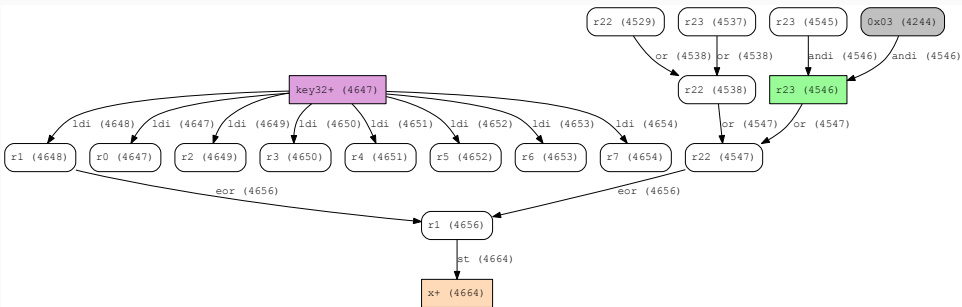 r22 (4529) r23 (4537) r23 (4545) 0x03 (4244)
or (4538) or (4538) andi (4546) andi (4546)
key32+ (4647) r22 (4538) r23 (4546)
ldi (4648) ldi (4647) ldi (4649) ldi (4650) ldi (4651) ldi (4652) ldi (4653) ldi (4654) or (4547) or (4547)
r1 (4648) r0 (4647) r2 (4649) r3 (4650) r4 (4651) r5 (4652) r6 (4653) r7 (4654) r22 (4547)
eor (4656) eor (4656)
r1 (4656)
st (4664)
x+ (4664)